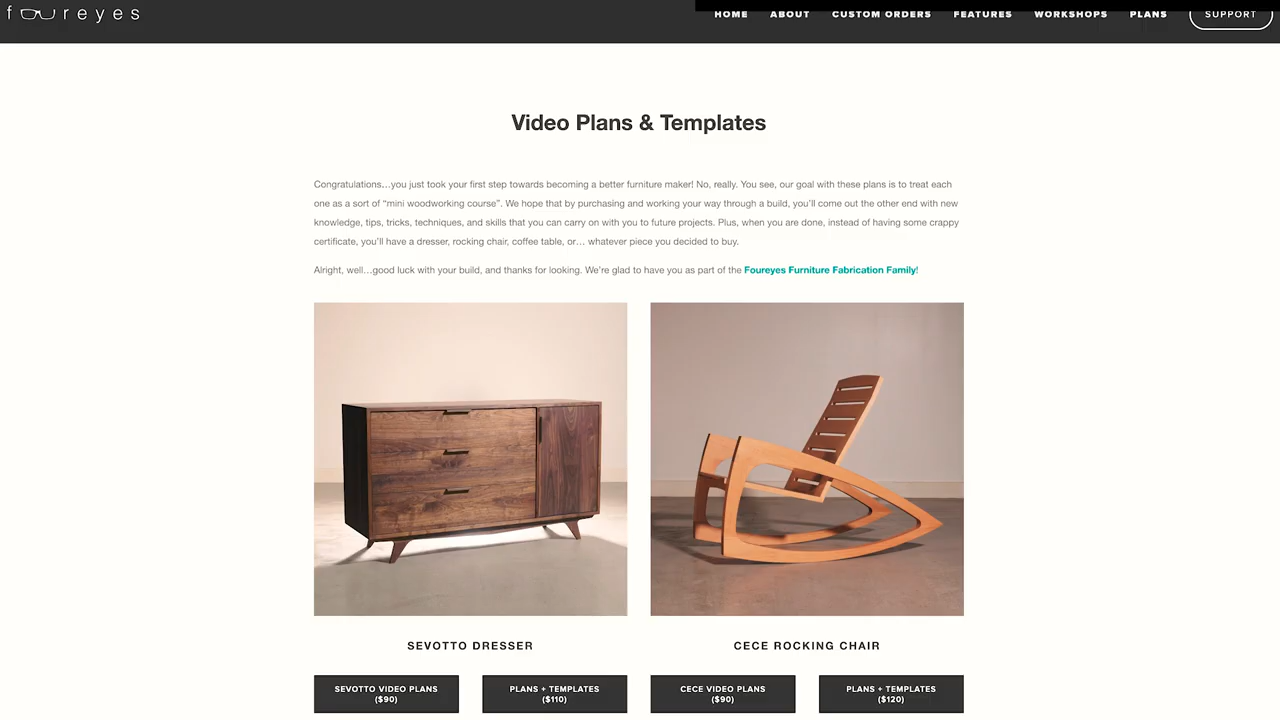 foureyes
HOME ABOUT CUSTOM ORDERS FEATURES WORKSHOPS PLANS SUPPORT
Video Plans & Templates
Congratulations…you just took your first step towards becoming a better furniture maker! No, really. You see, our goal with these plans is to treat each
one as a sort of “mini woodworking course”. We hope that by purchasing and working your way through a build, you’ll come out the other end with new
knowledge, tips, tricks, techniques, and skills that you can carry on with you to future projects. Plus, when you are done, instead of having some crappy
certificate, you’ll have a dresser, rocking chair, coffee table, or… whatever piece you decided to buy.
Alright, well…good luck with your build, and thanks for looking. We’re glad to have you as part of the Foureyes Furniture Fabrication Family!
SEVOTTO DRESSER
CECE ROCKING CHAIR
SEVOTTO VIDEO PLANS
($90)
PLANS + TEMPLATES
($110)
CECE VIDEO PLANS
($90)
PLANS + TEMPLATES
($120)